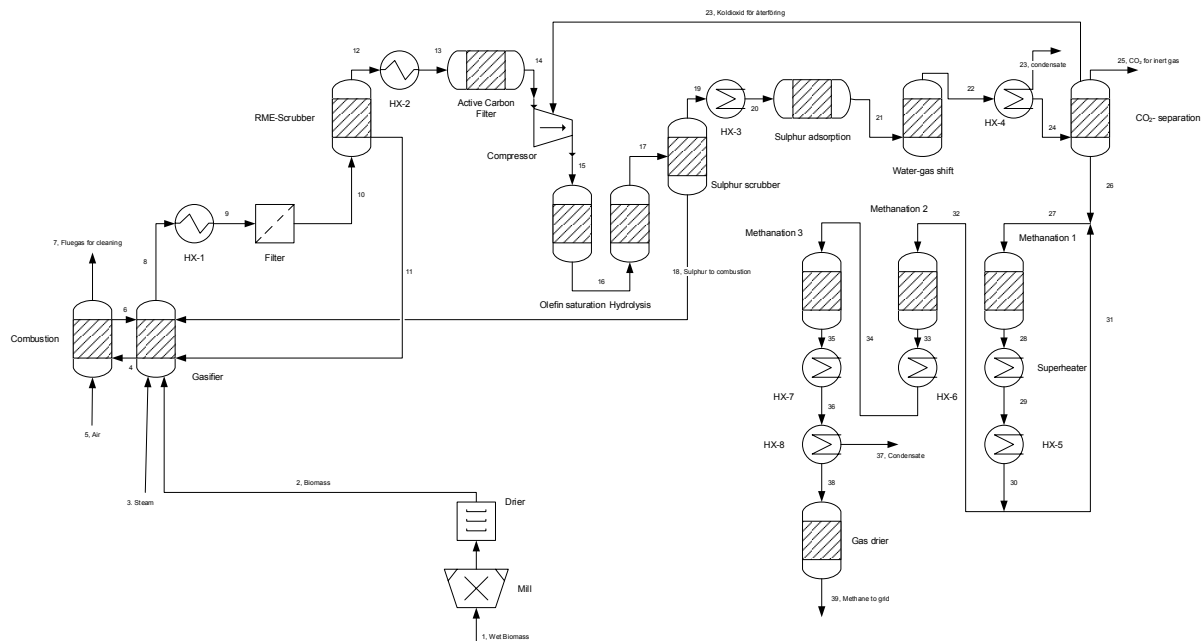 23, Koldioxid för återföring
12
13
14
HX-2
Active Carbon
Filter
RME-Scrubber
Compressor
15
17
19
20
HX-3
Sulphur adsorption
21
22
23, condensate
HX-4
24
25, CO₂ for inert gas
CO₂- separation
Water-gas shift
Sulphur scrubber
10
9
HX-1
Filter
8
7, Fluegas for cleaning
11
16
Olefin saturation Hydrolysis
18, Sulphur to combustion
26
27
Methanation 1
Methanation 2
32
Methanation 3
31
6
Combustion
4
Gasifier
5, Air
3. Steam
2, Biomass
Drier
Mill
1, Wet Biomass
35
34
33
28
Superheater
HX-7
HX-6
29
36
HX-5
HX-8
37, Condensate
30
38
Gas drier
39, Methane to grid